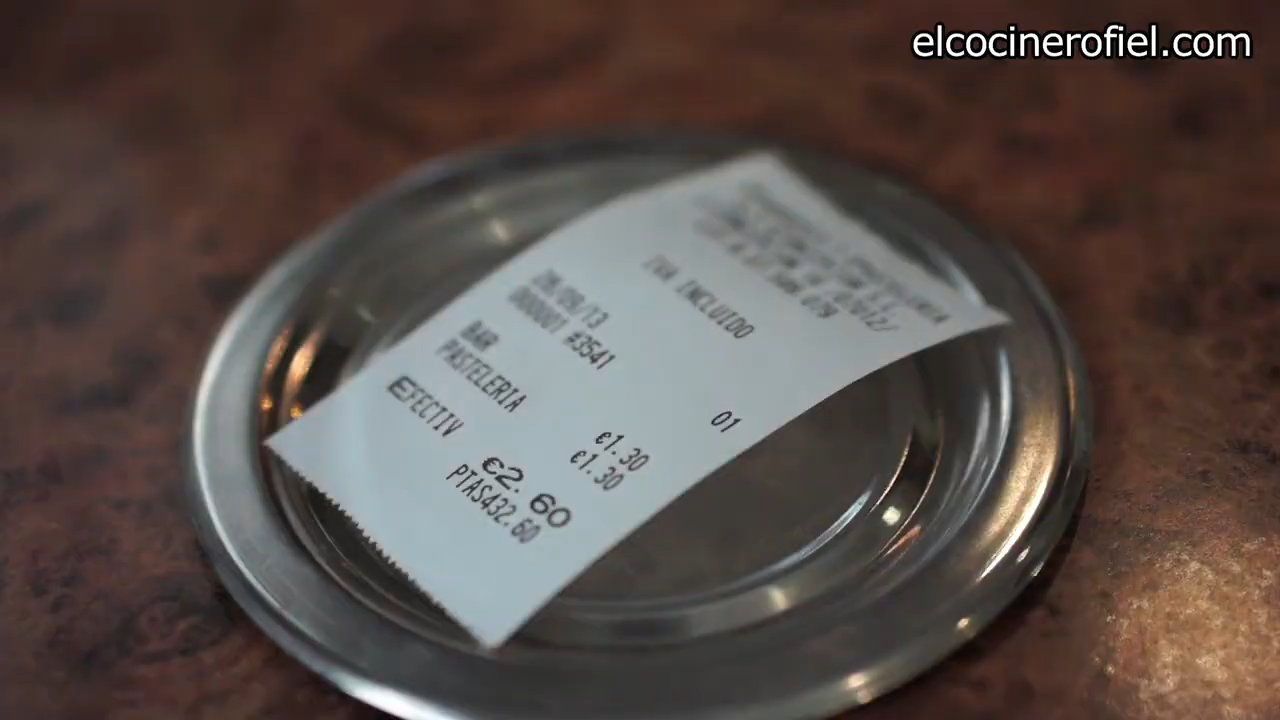 elcocinerofiel.com
IVA INCLUIDO
28/09/13
000001 #3541 01
BAR €1.30
PASTELERIA €1.30
EFECTIV €2.60
PTAS432.60